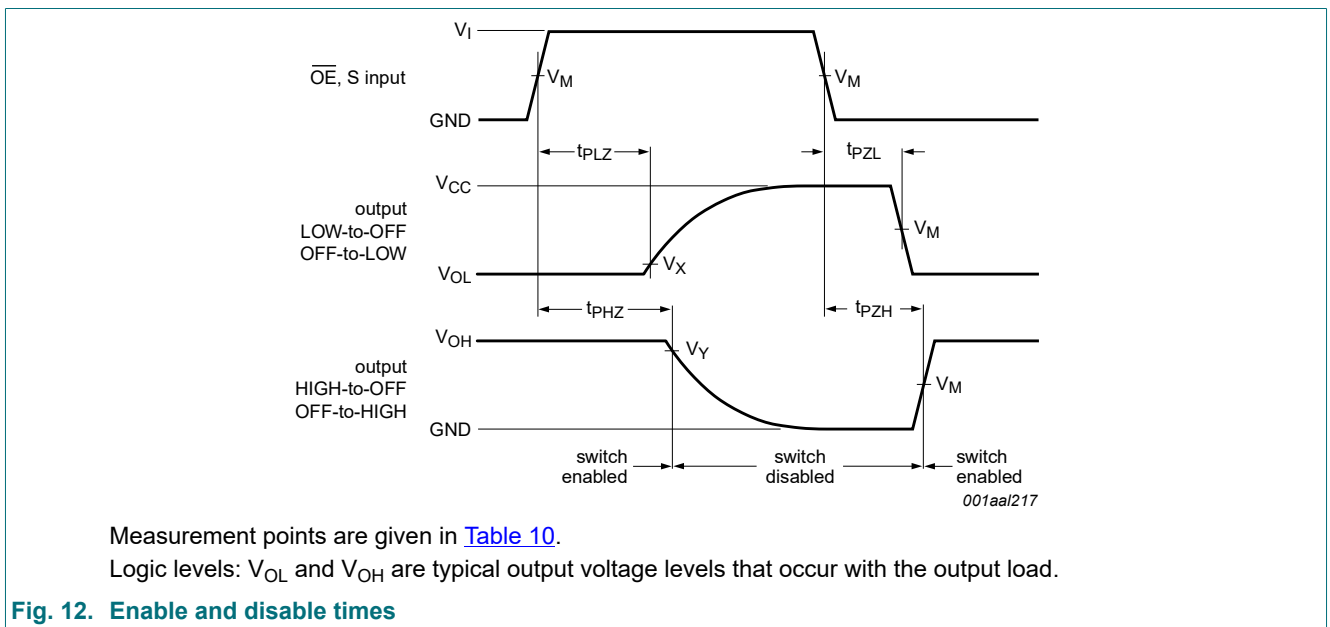 V_I
OE, S input
V_M
V_M
GND
t_PLZ
t_PZL
V_CC
output
LOW-to-OFF
OFF-to-LOW
V_M
V_OL
V_X
t_PHZ
t_PZH
V_OH
V_Y
output
HIGH-to-OFF
OFF-to-HIGH
V_M
GND
switch
enabled
switch
disabled
switch
enabled
001aal217
Measurement points are given in Table 10.
Logic levels: V_OL and V_OH are typical output voltage levels that occur with the output load.
Fig. 12. Enable and disable times